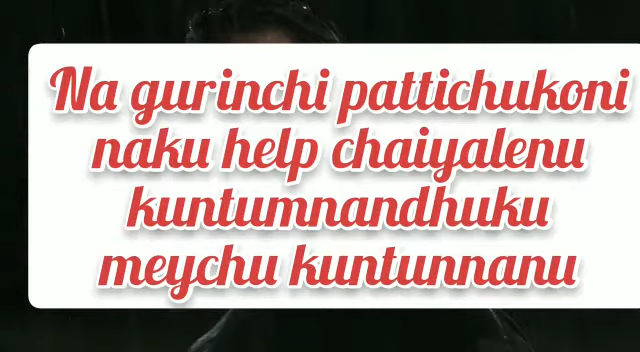 Na gurinchi pattichukoni
naku help chaiyalenu
kuntumnandhuku
meychu kuntunnanu